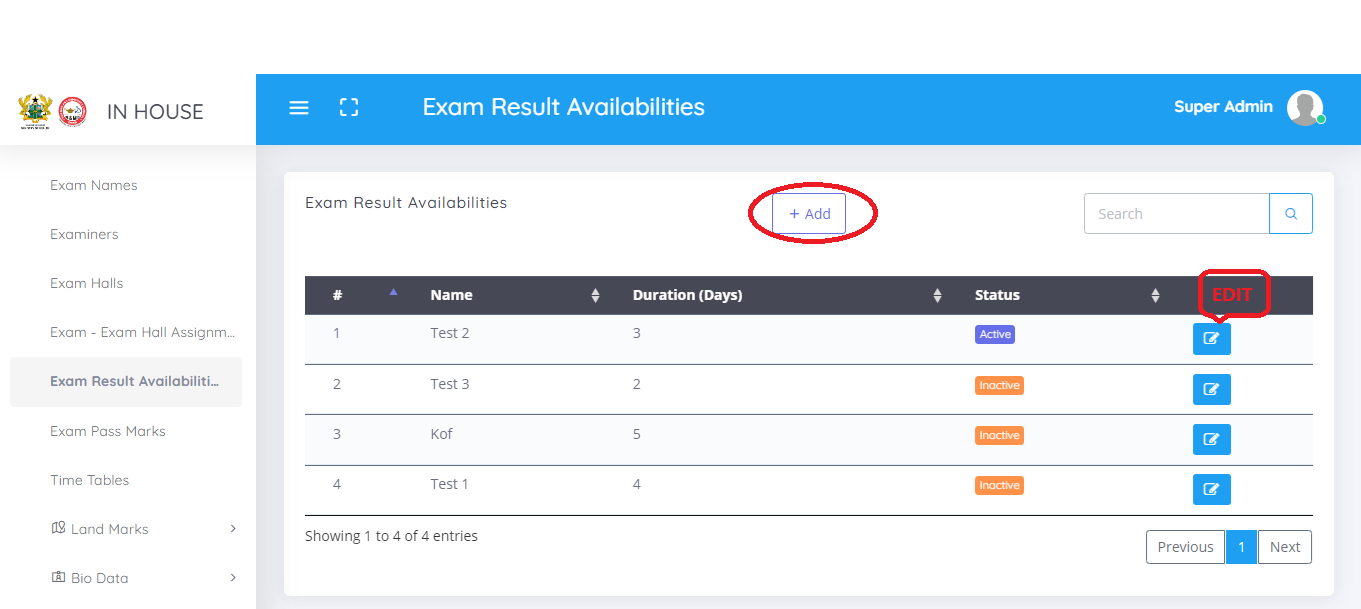 IN HOUSE
Exam Result Availabilities
Super Admin
Exam Names
Examiners
Exam Halls
Exam - Exam Hall Assignm...
Exam Result Availabiliti...
Exam Pass Marks
Time Tables
Land Marks
Bio Data
Exam Result Availabilities
+ Add
Search
# Name Duration (Days) Status EDIT
1 Test 2 3 Active
2 Test 3 2 Inactive
3 Kof 5 Inactive
4 Test 1 4 Inactive
Showing 1 to 4 of 4 entries
Previous 1 Next